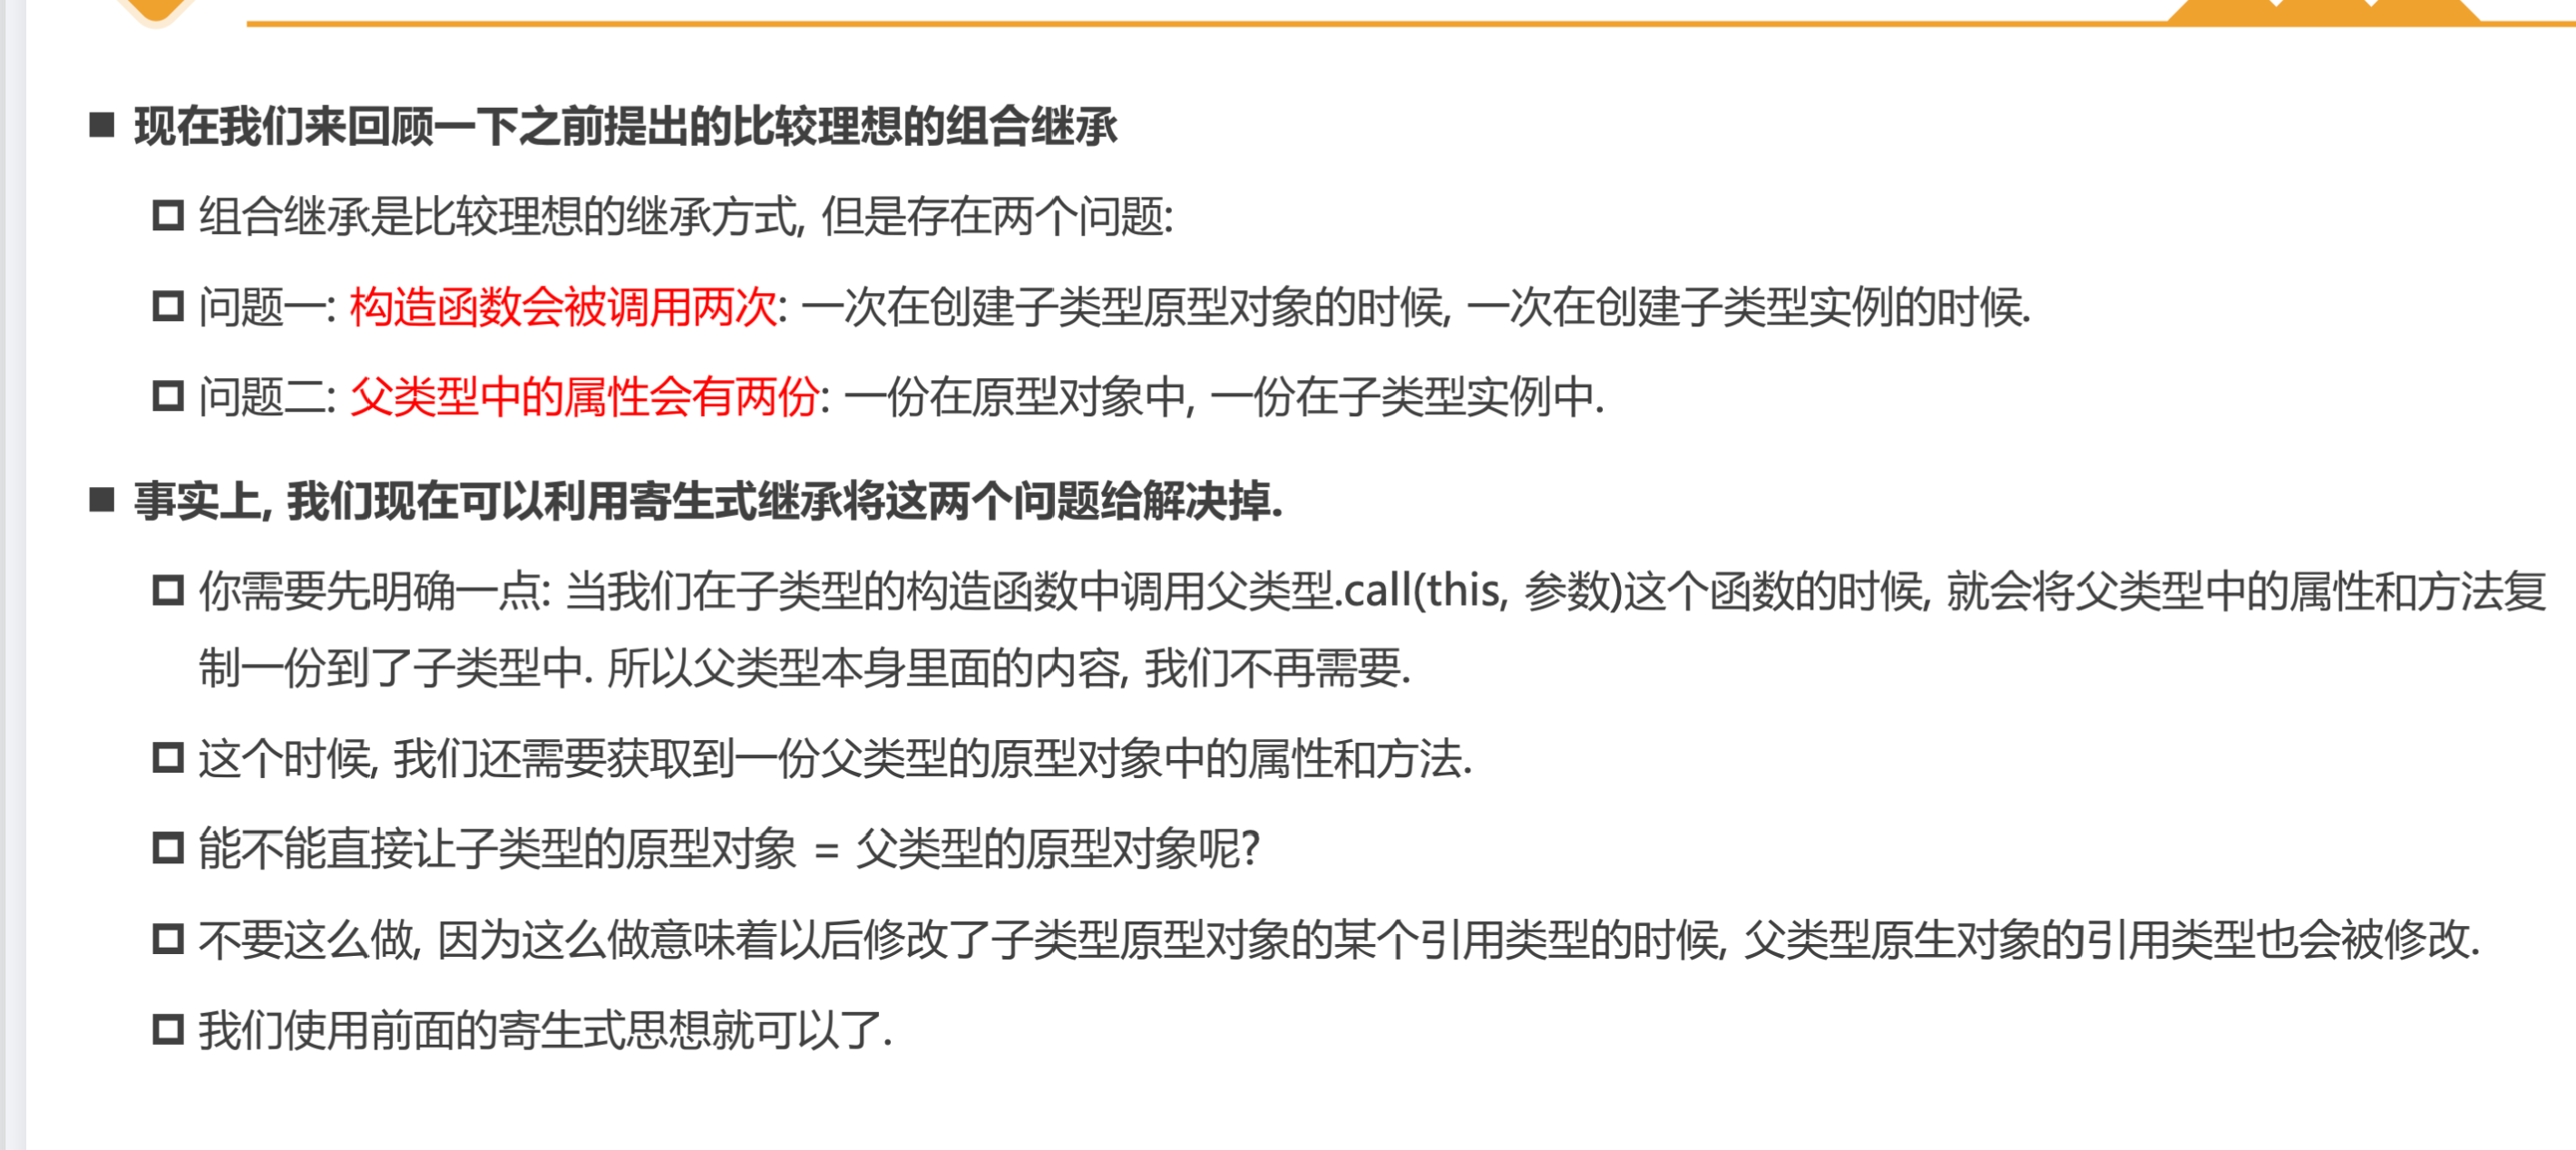 现在我们来回顾一下之前提出的比较理想的组合继承
组合继承是比较理想的继承方式, 但是存在两个问题:
问题一: 构造函数会被调用两次: 一次在创建子类型原型对象的时候, 一次在创建子类型实例的时候.
问题二: 父类型中的属性会有两份: 一份在原型对象中, 一份在子类型实例中.
事实上, 我们现在可以利用寄生式继承将这两个问题给解决掉.
你需要先明确一点: 当我们在子类型的构造函数中调用父类型.call(this, 参数)这个函数的时候, 就会将父类型中的属性和方法复
制一份到了子类型中. 所以父类型本身里面的内容, 我们不再需要.
这个时候, 我们还需要获取到一份父类型的原型对象中的属性和方法.
能不能直接让子类型的原型对象 = 父类型的原型对象呢?
不要这么做, 因为这么做意味着以后修改了子类型原型对象的某个引用类型的时候, 父类型原生对象的引用类型也会被修改.
我们使用前面的寄生式思想就可以了.